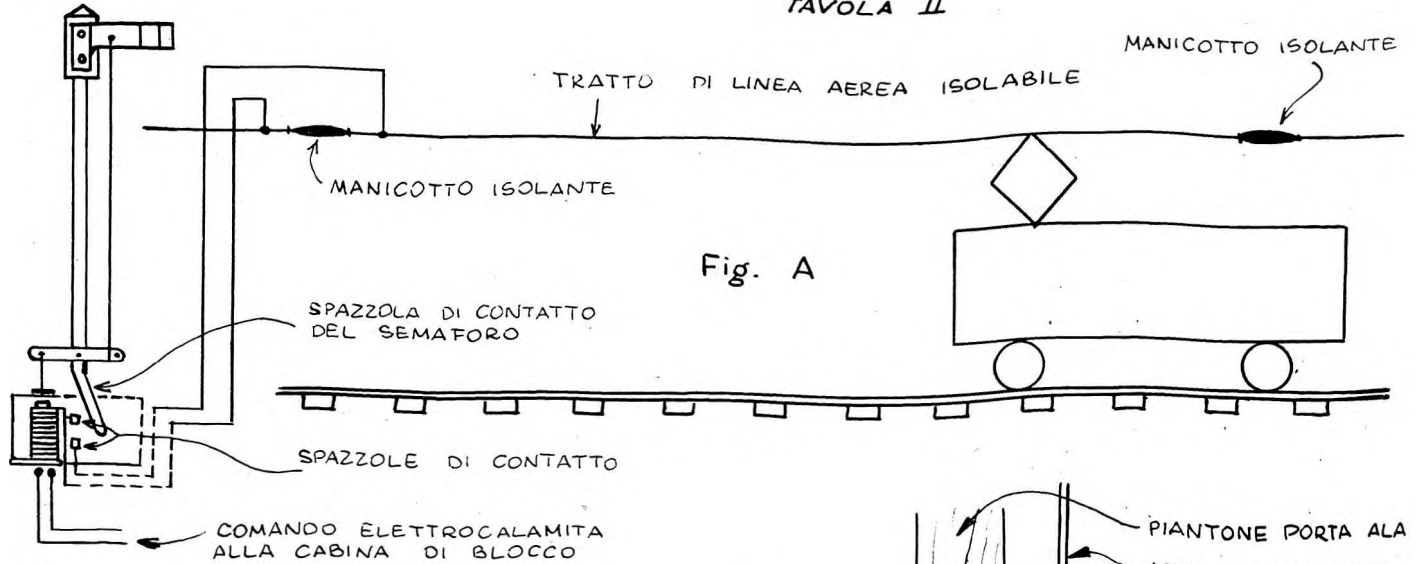 TAVOLA II
MANICOTTO ISOLANTE
TRATTO DI LINEA AEREA ISOLABILE
MANICOTTO ISOLANTE
Fig. A
SPAZZOLA DI CONTATTO
DEL SEMAFORO
SPAZZOLE DI CONTATTO
COMANDO ELETTROCALAMITA
ALLA CABINA DI BLOCCO
PIANTONE PORTA ALA